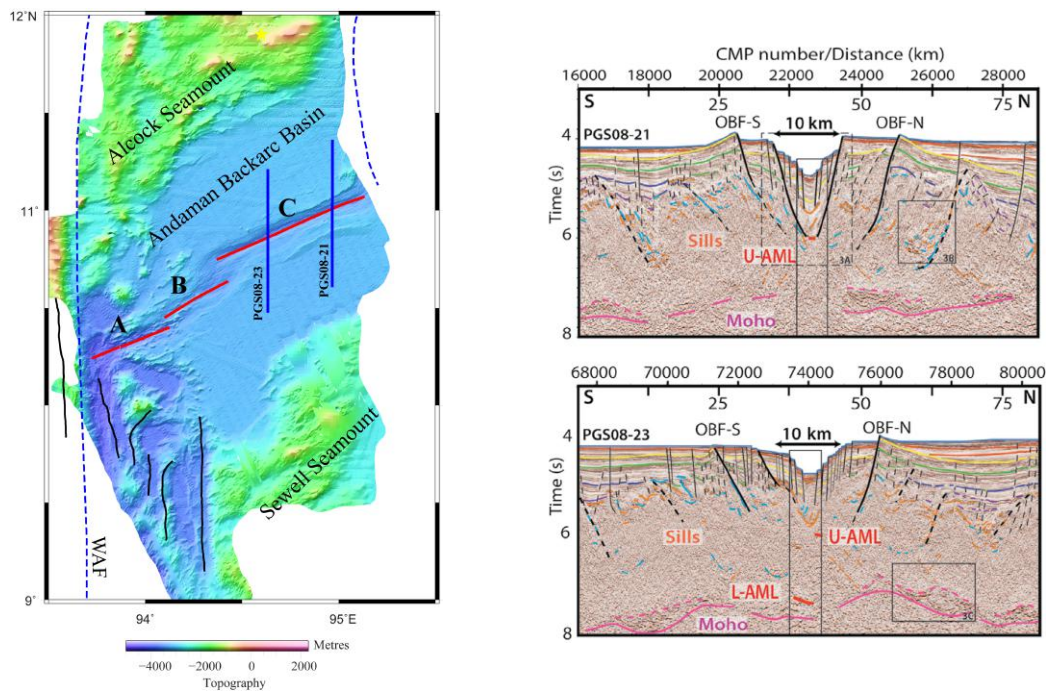 12°N
Alcock Seamount
Andaman Backarc Basin
11°
C
B
A
PGS08-23
PGS08-21
Sewell Seamount
WAF
9°
94°
95°E
Metres
−4000 −2000 0 2000
Topography
CMP number/Distance (km)
16000 18000 20000 22000 24000 26000 28000
S 25 10 km 50 75 N
OBF-S OBF-N
PGS08-21
4
Time (s)
6
8
Sills
U-AML
3A
3B
Moho
68000 70000 72000 74000 76000 78000 80000
S 25 10 km 50 75 N
OBF-S OBF-N
PGS08-23
4
Time (s)
6
8
Sills
U-AML
L-AML
3C
Moho